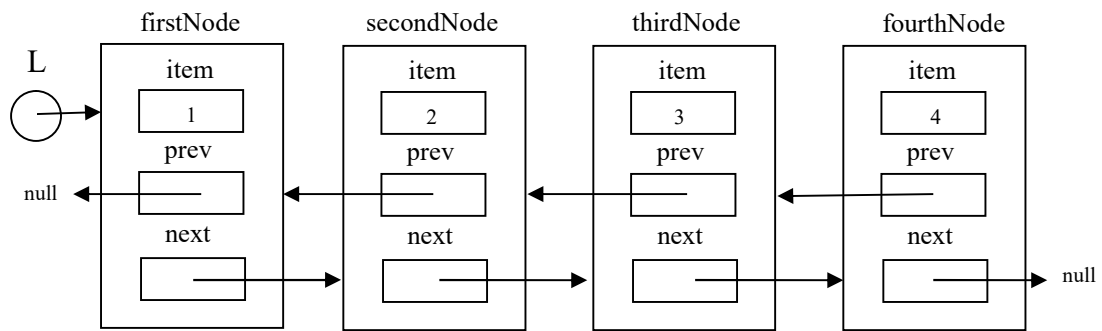 firstNode secondNode thirdNode fourthNode
L
item item item item
1 2 3 4
prev prev prev prev
null
next next next next
null